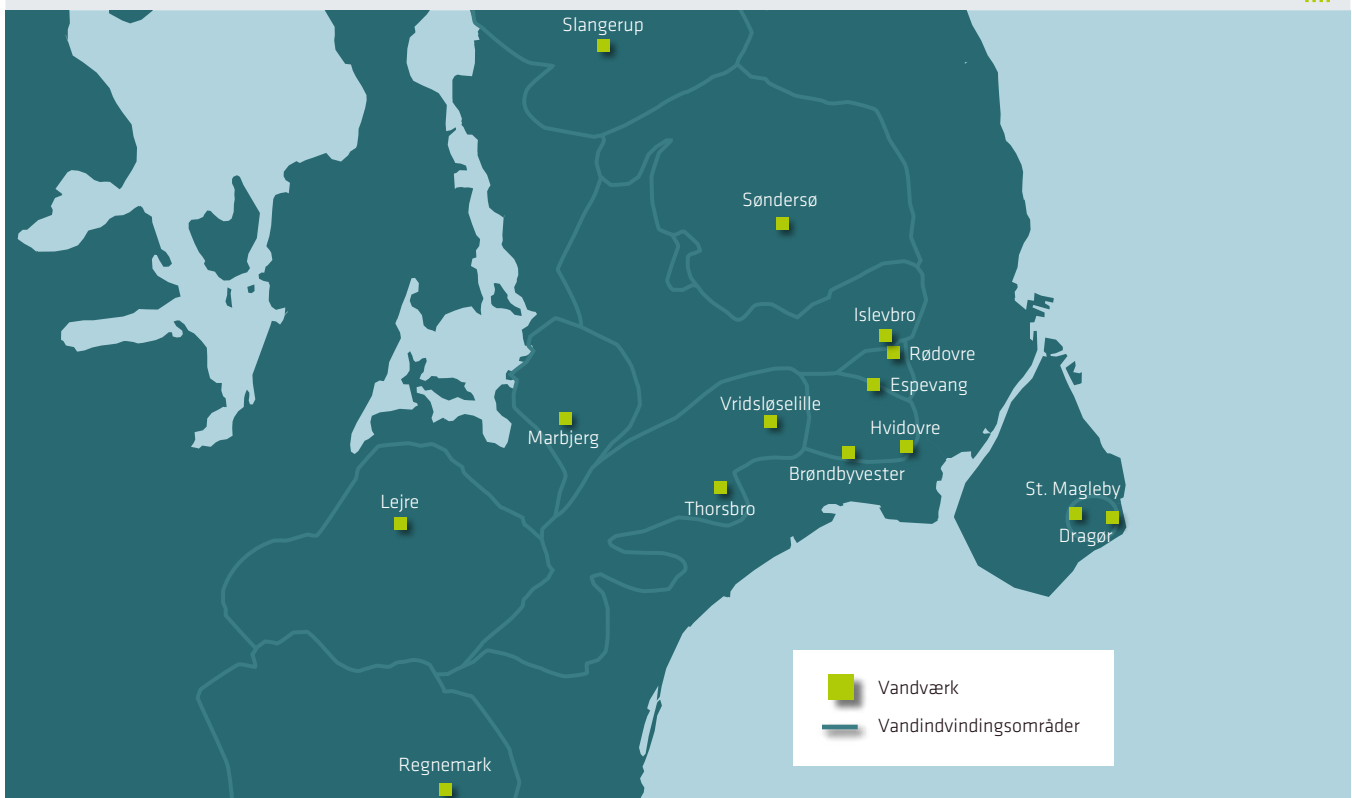 Slangerup
Søndersø
Islevbro
Rødovre
Espevang
Vridsløselille
Hvidovre
Marbjerg
Brøndbyvester
Lejre
Thorsbro
St. Magleby
Dragør
Vandværk
Vandindvindingsområder
Regnemark